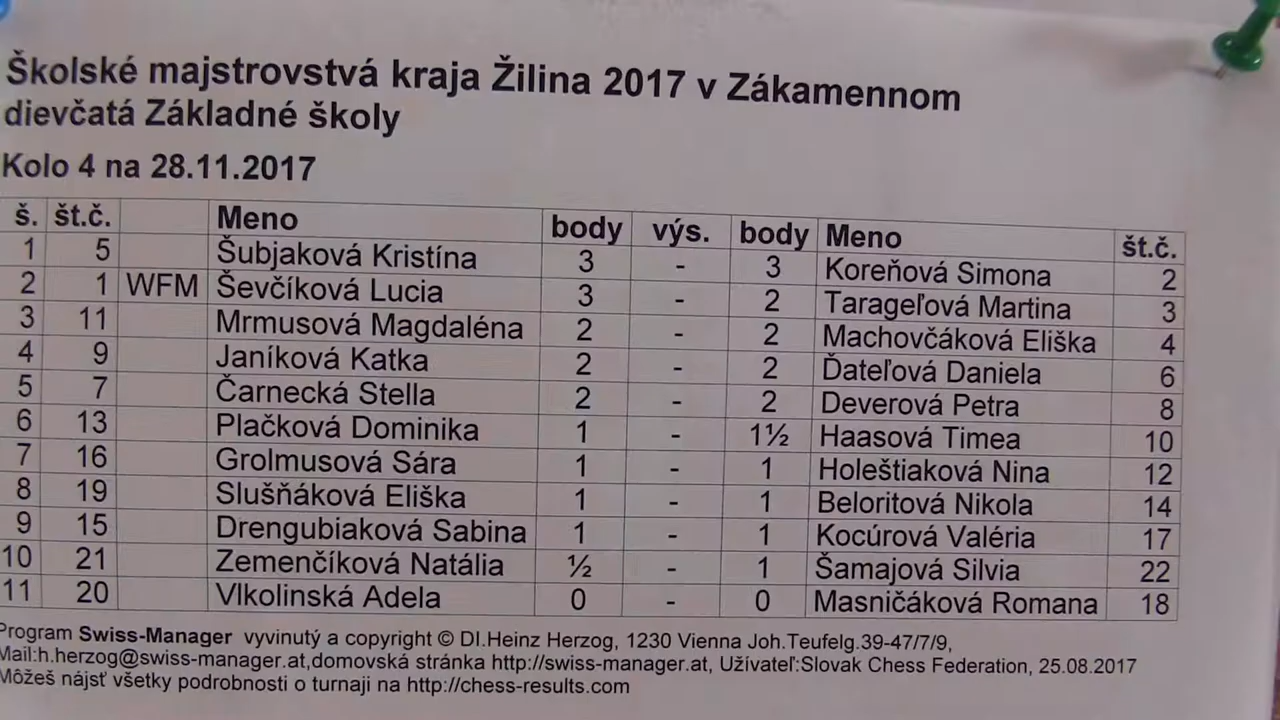 Školské majstrovstvá kraja Žilina 2017 v Zákamennom
dievčatá Základné školy
Kolo 4 na 28.11.2017
š. št.č. Meno body výs. body Meno št.č.
1 5 Šubjaková Kristína 3 - 3 Koreňová Simona 2
2 1 WFM Ševčíková Lucia 3 - 2 Tarageľová Martina 3
3 11 Mrmusová Magdaléna 2 - 2 Machovčáková Eliška 4
4 9 Janíková Katka 2 - 2 Ďateľová Daniela 6
5 7 Čarnecká Stella 2 - 2 Deverová Petra 8
6 13 Plačková Dominika 1 - 1½ Haasová Timea 10
7 16 Grolmusová Sára 1 - 1 Holeštiaková Nina 12
8 19 Slušňáková Eliška 1 - 1 Beloritová Nikola 14
9 15 Drengubiaková Sabina 1 - 1 Kocúrová Valéria 17
10 21 Zemenčíková Natália ½ - 1 Šamajová Silvia 22
11 20 Vlkolinská Adela 0 - 0 Masničáková Romana 18
Program Swiss-Manager vyvinutý a copyright © DI.Heinz Herzog, 1230 Vienna Joh.Teufelg.39-47/7/9,
Mail:h.herzog@swiss-manager.at,domovská stránka http://swiss-manager.at, Užívateľ:Slovak Chess Federation, 25.08.2017
Môžeš nájsť všetky podrobnosti o turnaji na http://chess-results.com